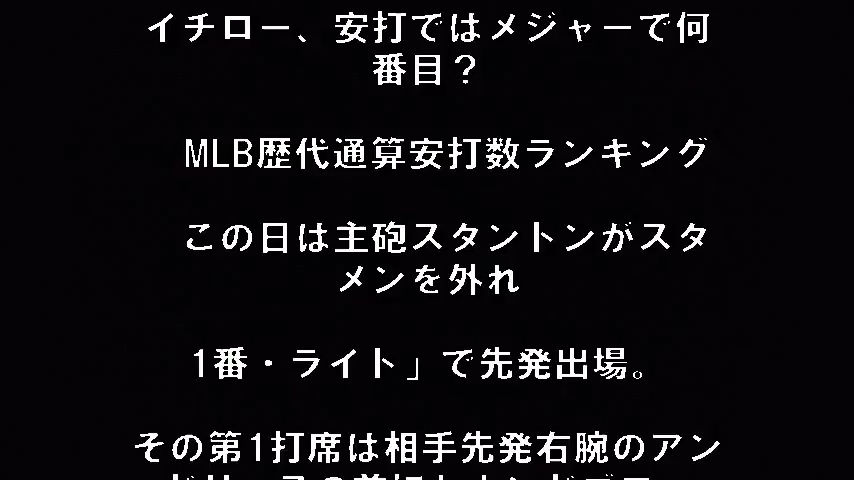 イチロー、安打ではメジャーで何
番目？
MLB歴代通算安打数ランキング
この日は主砲スタントンがスタ
メンを外れ
1番・ライト」で先発出場。
その第1打席は相手先発右腕のアン